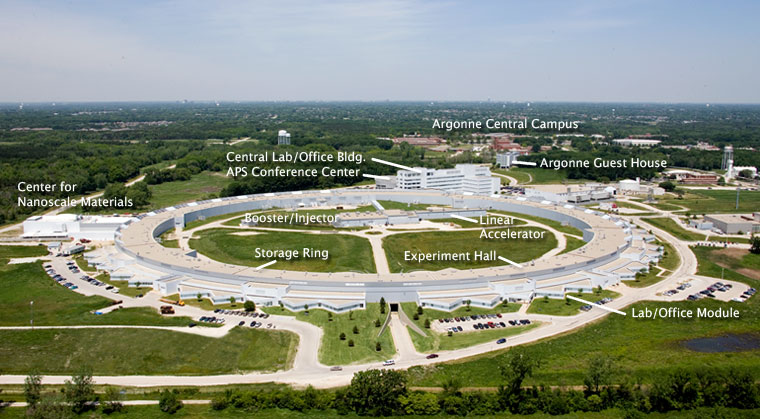 Argonne Central Campus
Central Lab/Office Bldg.
APS Conference Center
Argonne Guest House
Center for
Nanoscale Materials
Booster/Injector
Linear
Accelerator
Storage Ring
Experiment Hall
Lab/Office Module